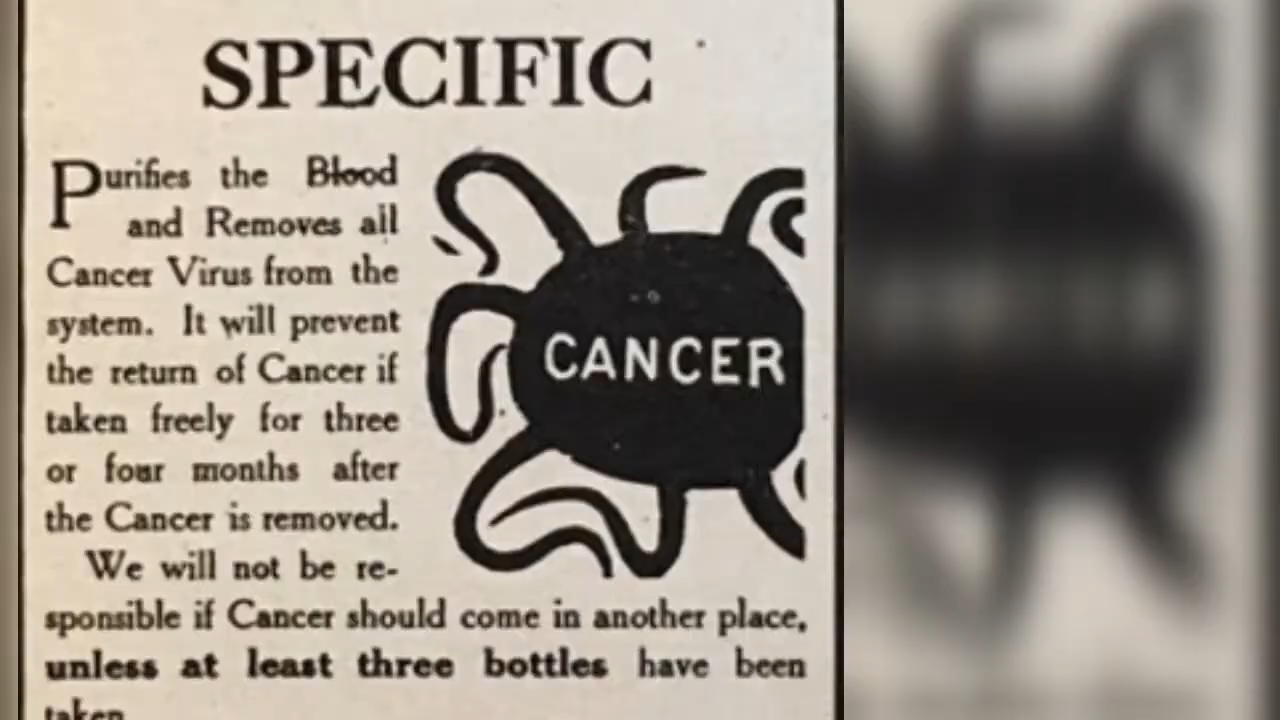 SPECIFIC
Purifies the Blood
and Removes all
Cancer Virus from the
system. It will prevent
the return of Cancer if
taken freely for three
or four months after
the Cancer is removed.
We will not be re-
sponsible if Cancer should come in another place,
unless at least three bottles have been
taken
CANCER